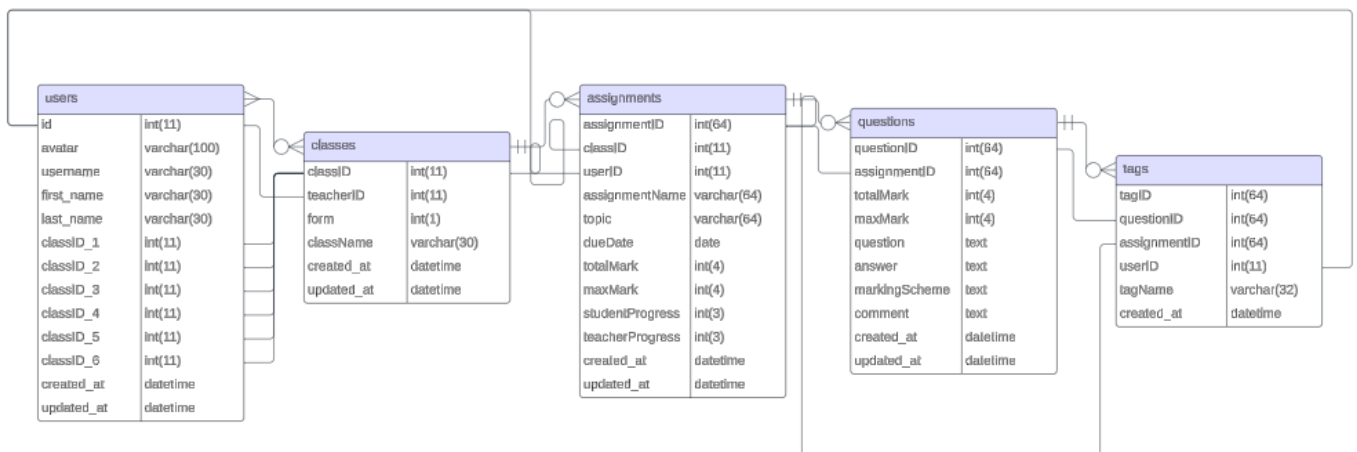 users
id int(11)
avatar varchar(100)
username varchar(30)
first_name varchar(30)
last_name varchar(30)
classID_1 int(11)
classID_2 int(11)
classID_3 int(11)
classID_4 int(11)
classID_5 int(11)
classID_6 int(11)
created_at datetime
updated_at datetime
classes
classID int(11)
teacherID int(11)
form int(1)
className varchar(30)
created_at datetime
updated_at datetime
assignments
assignmentID int(64)
classID int(11)
userID int(11)
assignmentName varchar(64)
topic varchar(64)
dueDate date
totalMark int(4)
maxMark int(4)
studentProgress int(3)
teacherProgress int(3)
created_at datetime
updated_at datetime
questions
questionID int(64)
assignmentID int(64)
totalMark int(4)
maxMark int(4)
question text
answer text
markingScheme text
comment text
created_at datetime
updated_at datetime
tags
tagID int(64)
questionID int(64)
assignmentID int(64)
userID int(11)
tagName varchar(32)
created_at datetime